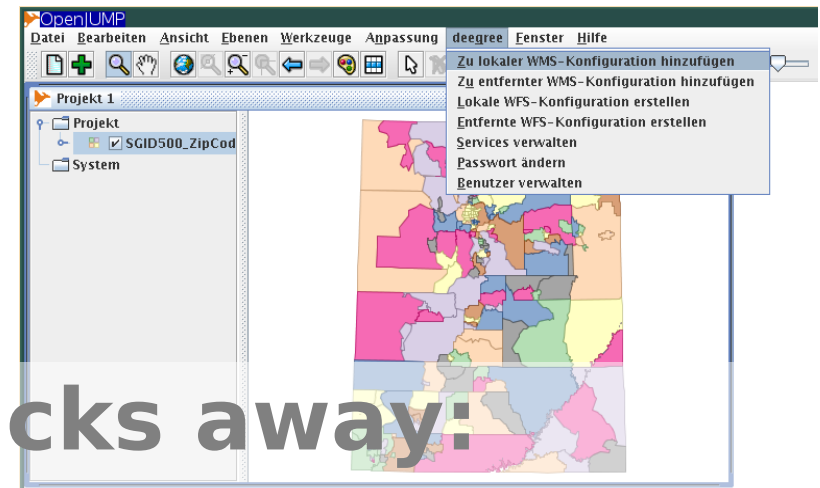 OpenJUMP
Datei Bearbeiten Ansicht Ebenen Werkzeuge Anpassung deegree Fenster Hilfe
Zu lokaler WMS-Konfiguration hinzufügen
Zu entfernter WMS-Konfiguration hinzufügen
Lokale WFS-Konfiguration erstellen
Entfernte WFS-Konfiguration erstellen
Services verwalten
Passwort ändern
Benutzer verwalten
Projekt 1
Projekt
SGID500_ZipCod
System
cks away: